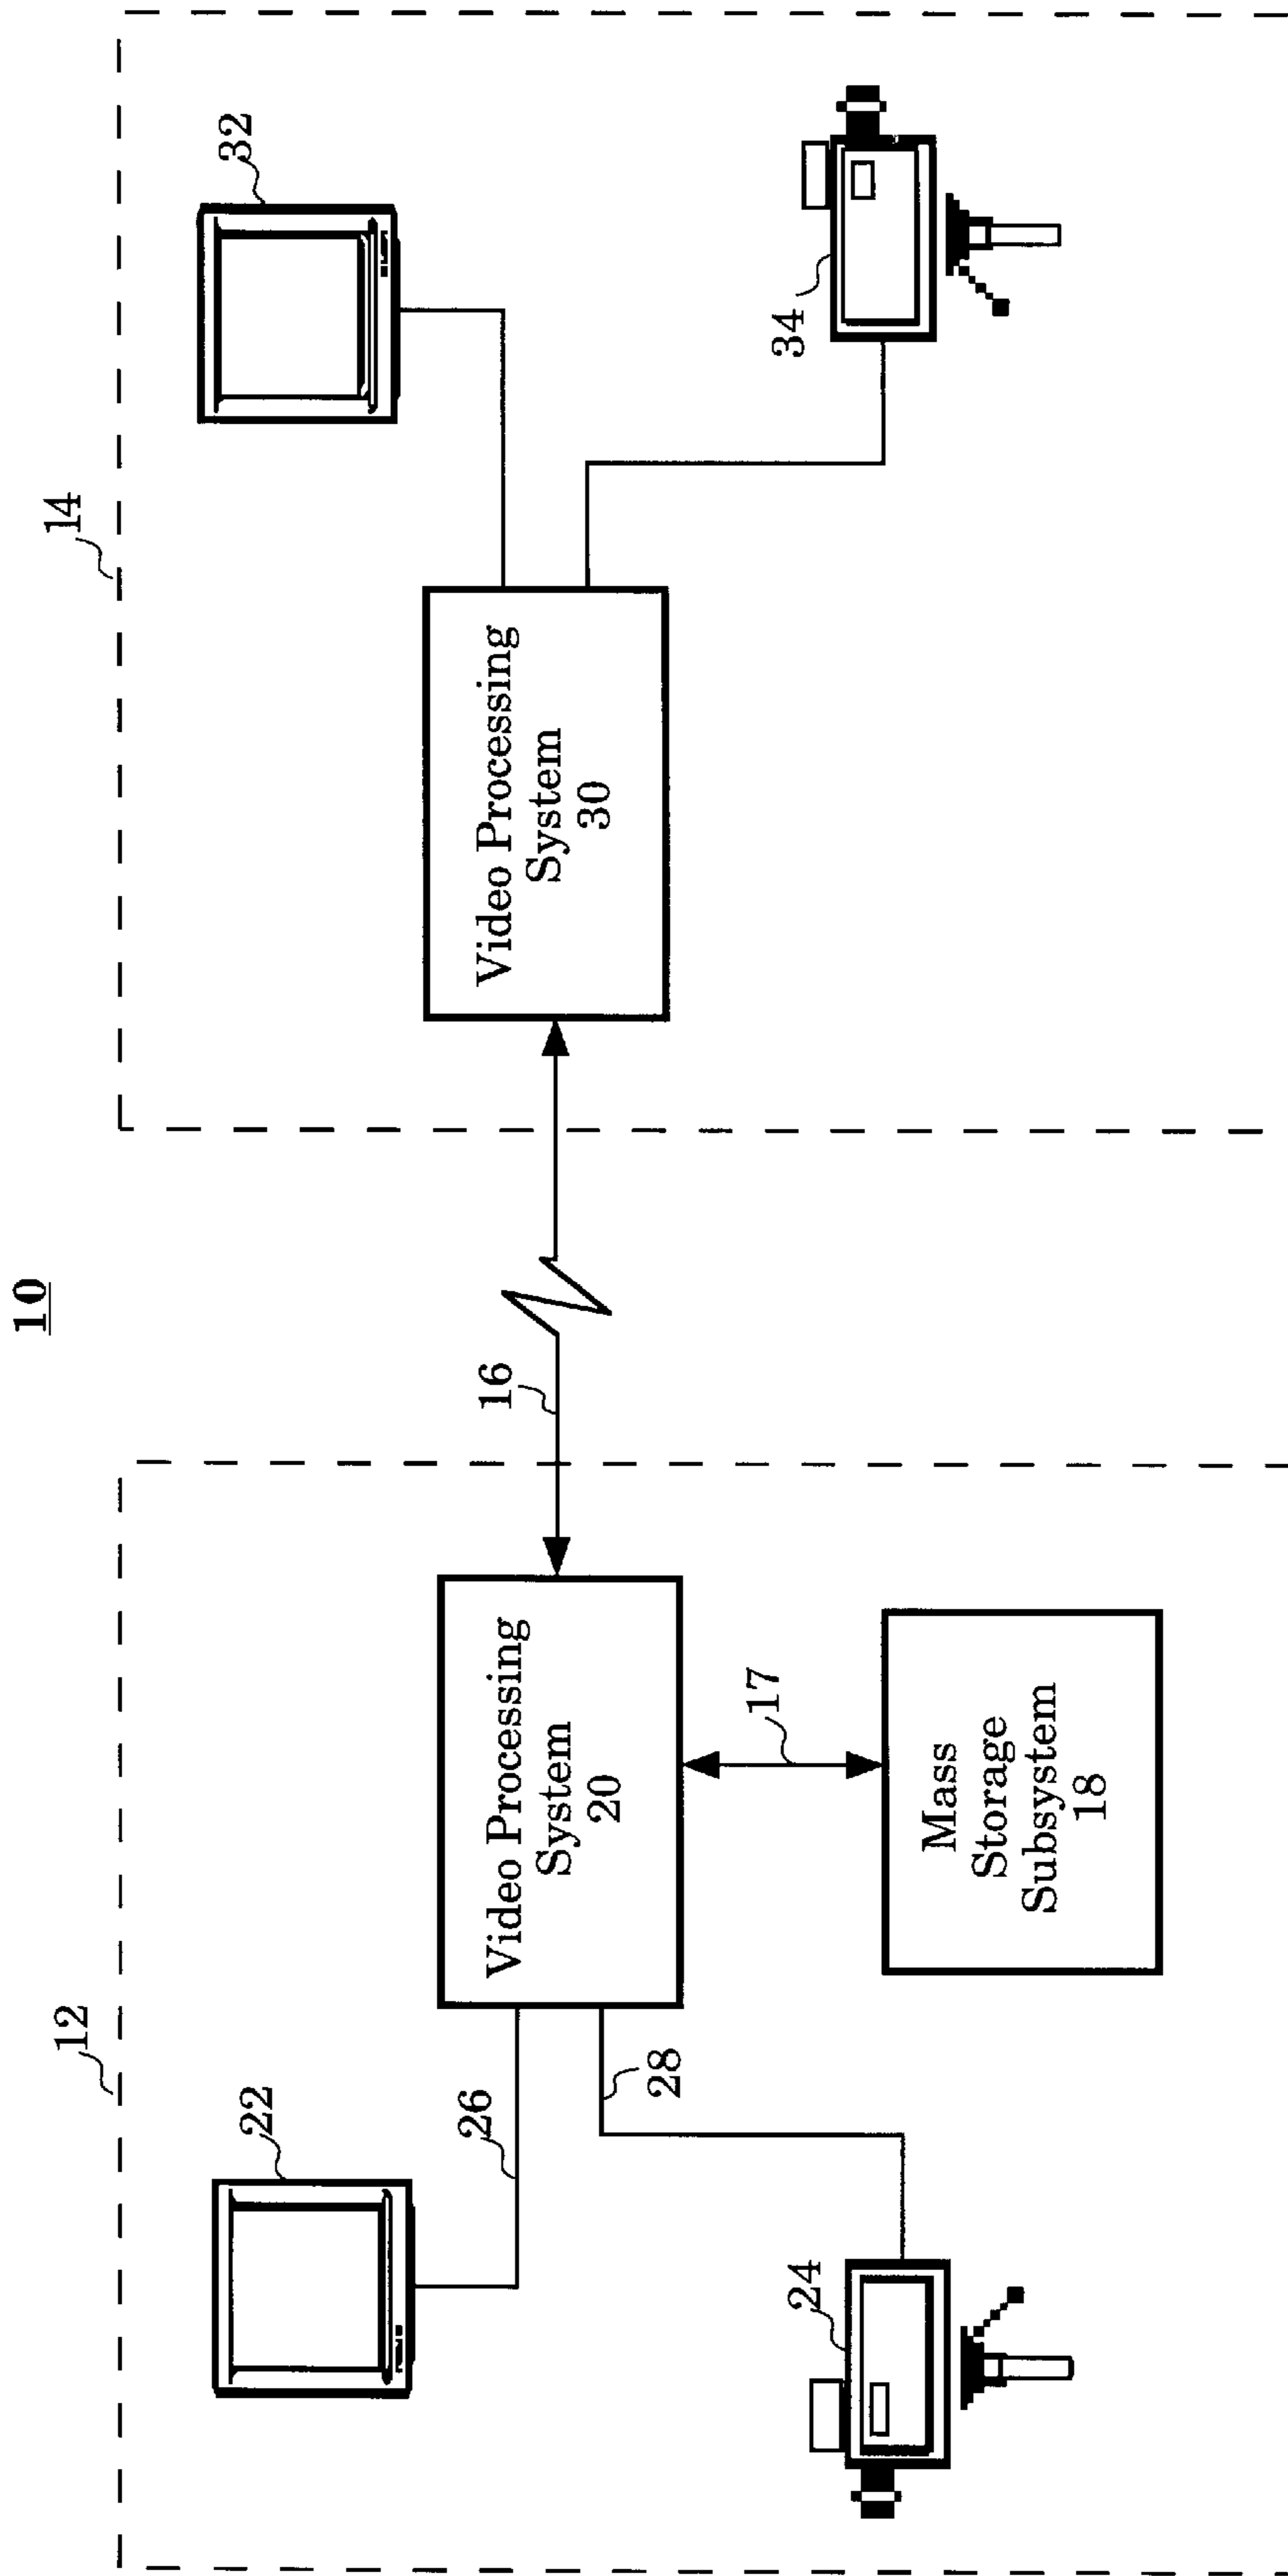 10
12
14
22
26
28
24
Video Processing
System
20
16
17
Mass
Storage
Subsystem
18
Video Processing
System
30
32
34